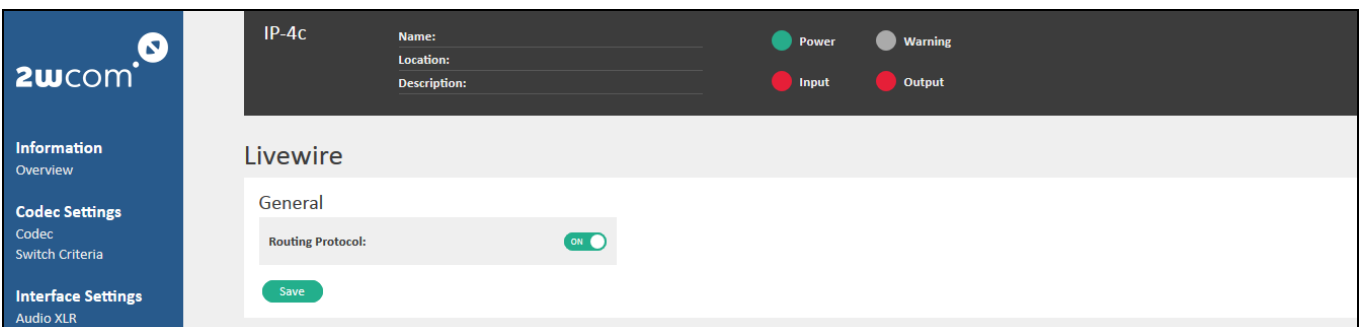 2wcom
Information
Overview
Codec Settings
Codec
Switch Criteria
Interface Settings
Audio XLR
IP-4c
Name:
Location:
Description:
Power
Warning
Input
Output
Livewire
General
Routing Protocol:
ON
Save